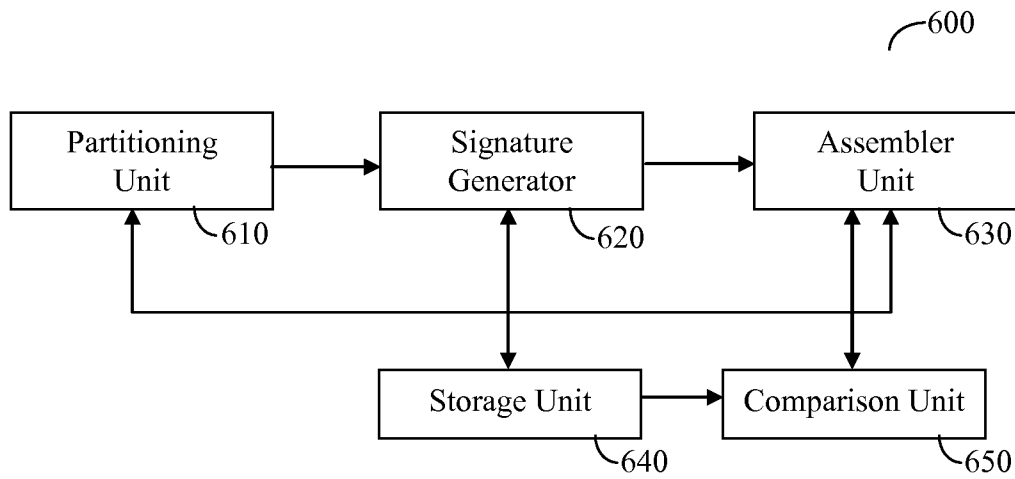 600
Partitioning
Unit
610
Signature
Generator
620
Assembler
Unit
630
Storage Unit
640
Comparison Unit
650